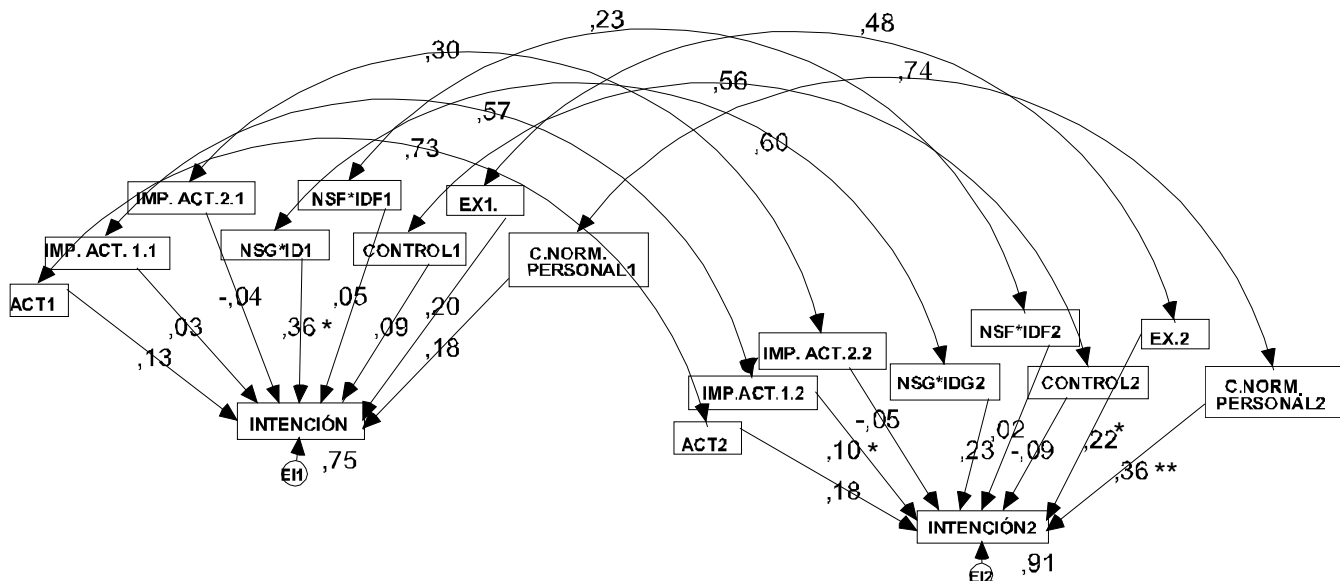 ,23
,48
,30
,56
,74
,57
,60
,73
IMP. ACT.2.1
NSF*IDF1
EX1.
IMP. ACT. 1.1
NSG*ID1
CONTROL1
C.NORM.
PERSONAL1
ACT1
-,04
,05
,20
,03
,36 *
,09
,13
,18
INTENCIÓN
,75
EI1
NSF*IDF2
EX.2
IMP. ACT.2.2
NSG*IDG2
CONTROL2
C.NORM.
PERSONAL2
IMP.ACT.1.2
ACT2
-,05
,02
,22*
,10 *
,23
-,09
,36 **
,18
INTENCIÓN2
,91
EI2